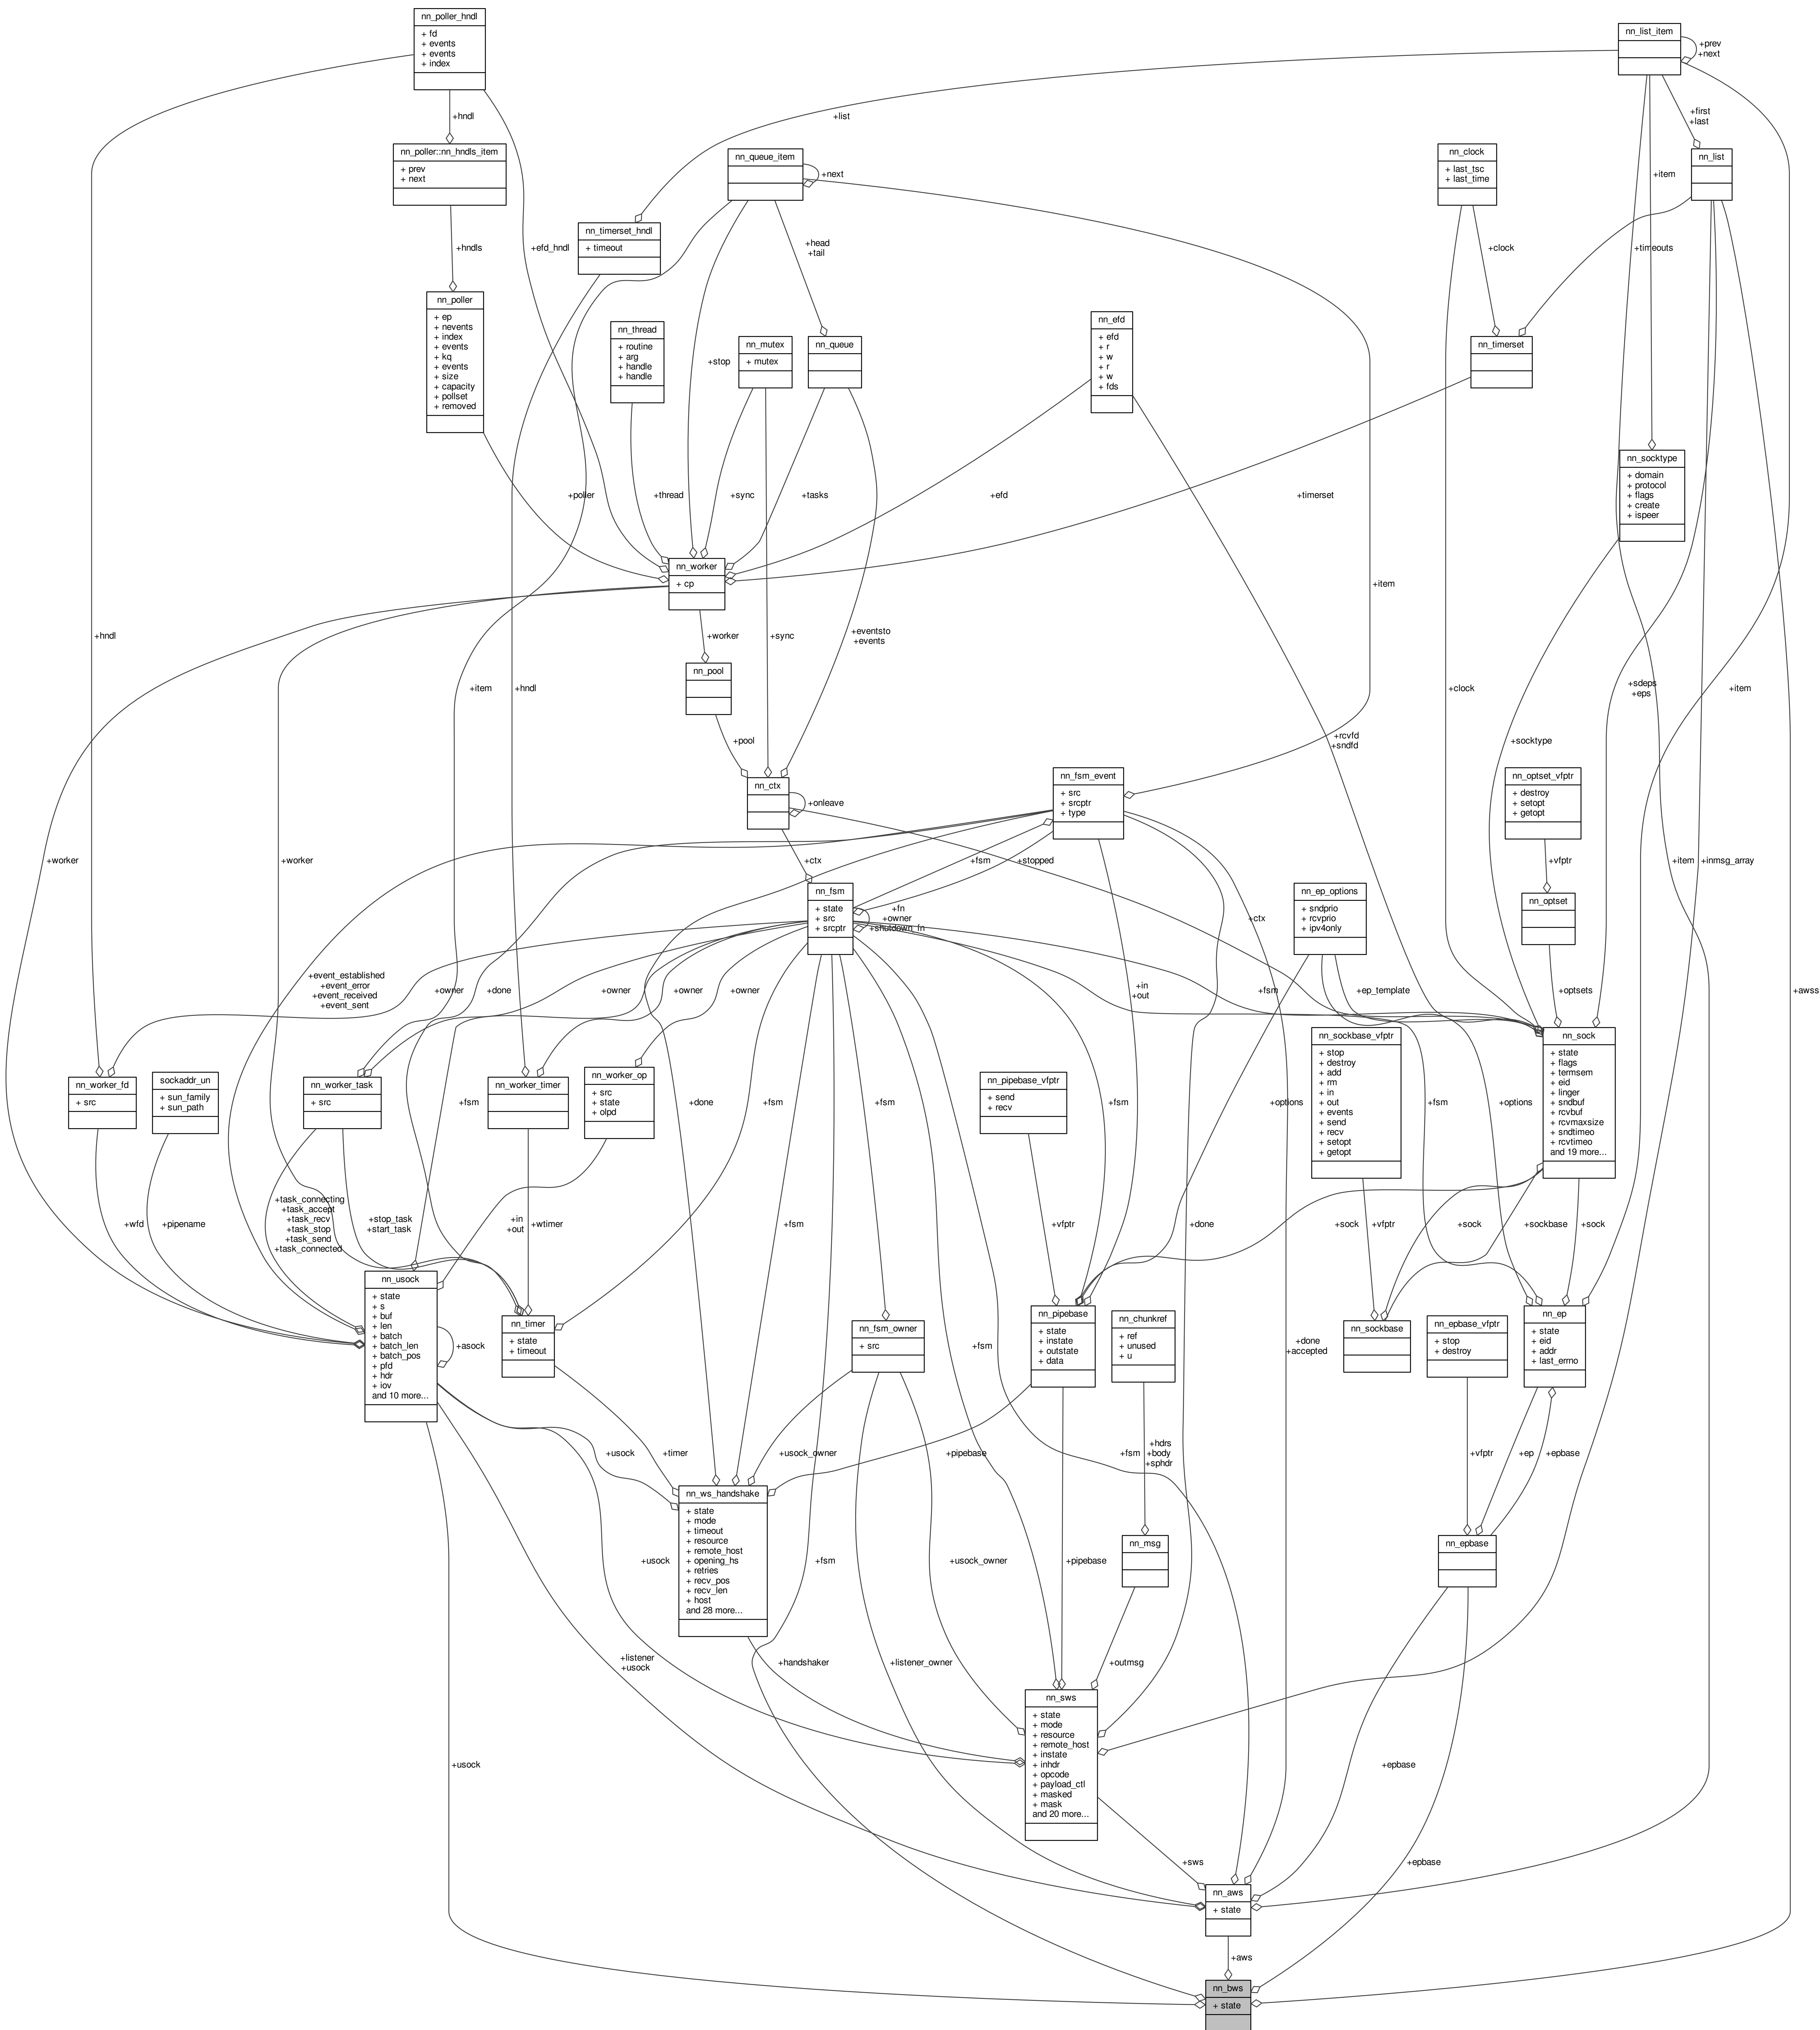 nn_poller_hndl
+ fd
+ events
+ events
+ index
nn_list_item
+prev
+next
+hndl
+list
+first
+last
nn_poller::nn_hndls_item
+ prev
+ next
nn_queue_item
+next
nn_clock
+ last_tsc
+ last_time
+item
nn_list
nn_timerset_hndl
+ timeout
+hndls
+efd_hndl
+head
+tail
+clock
+timeouts
nn_poller
+ ep
+ nevents
+ index
+ events
+ kq
+ events
+ size
+ capacity
+ pollset
+ removed
nn_thread
+ routine
+ arg
+ handle
+ handle
+stop
nn_mutex
+ mutex
nn_queue
nn_efd
+ efd
+ r
+ w
+ r
+ w
+ fds
nn_timerset
nn_socktype
+ domain
+ protocol
+ flags
+ create
+ ispeer
+poller
+thread
+sync
+tasks
+efd
+timerset
nn_worker
+ cp
+item
+hndl
+worker
+sync
+eventsto
+events
nn_pool
+item
+hndl
+clock
+sdeps
+eps
+item
+pool
+rcvfd
+sndfd
+socktype
nn_ctx
+onleave
nn_fsm_event
+ src
+ srcptr
+ type
nn_optset_vfptr
+ destroy
+ setopt
+ getopt
+worker
+worker
+ctx
+fsm
+stopped
+vfptr
+item
+inmsg_array
nn_fsm
+ state
+ src
+ srcptr
+fn
+owner
+shutdown_fn
nn_ep_options
+ sndprio
+ rcvprio
+ ipv4only
+ctx
nn_optset
+event_established
+event_error
+event_received
+event_sent
+owner
+done
+owner
+owner
+owner
+in
+out
+fsm
+ep_template
+optsets
+awss
nn_worker_fd
+ src
sockaddr_un
+ sun_family
+ sun_path
nn_worker_task
+ src
+fsm
nn_worker_timer
nn_worker_op
+ src
+ state
+ olpd
+done
+fsm
nn_pipebase_vfptr
+ send
+ recv
+fsm
+options
nn_sockbase_vfptr
+ stop
+ destroy
+ add
+ rm
+ in
+ out
+ events
+ send
+ recv
+ setopt
+ getopt
+fsm
+options
nn_sock
+ state
+ flags
+ termsem
+ eid
+ linger
+ sndbuf
+ rcvbuf
+ rcvmaxsize
+ sndtimeo
+ rcvtimeo
and 19 more...
+wfd
+pipename
+task_connecting
+task_accept
+task_recv
+task_stop
+task_send
+task_connected
+stop_task
+start_task
+in
+out
+wtimer
+fsm
+fsm
+vfptr
+done
+sock
+vfptr
+sock
+sockbase
+sock
nn_usock
+ state
+ s
+ buf
+ len
+ batch
+ batch_len
+ batch_pos
+ pfd
+ hdr
+ iov
and 10 more...
+asock
nn_timer
+ state
+ timeout
nn_fsm_owner
+ src
+fsm
nn_pipebase
+ state
+ instate
+ outstate
+ data
nn_chunkref
+ ref
+ unused
+ u
+done
+accepted
nn_sockbase
nn_epbase_vfptr
+ stop
+ destroy
nn_ep
+ state
+ eid
+ addr
+ last_errno
+usock
+timer
+usock_owner
+pipebase
+fsm
+hdrs
+body
+sphdr
+vfptr
+ep
+epbase
nn_ws_handshake
+ state
+ mode
+ timeout
+ resource
+ remote_host
+ opening_hs
+ retries
+ recv_pos
+ recv_len
+ host
and 28 more...
+usock
+fsm
+usock_owner
+pipebase
nn_msg
nn_epbase
+listener
+usock
+handshaker
+listener_owner
+outmsg
nn_sws
+ state
+ mode
+ resource
+ remote_host
+ instate
+ inhdr
+ opcode
+ payload_ctl
+ masked
+ mask
and 20 more...
+usock
+epbase
+sws
+epbase
nn_aws
+ state
+aws
nn_bws
+ state